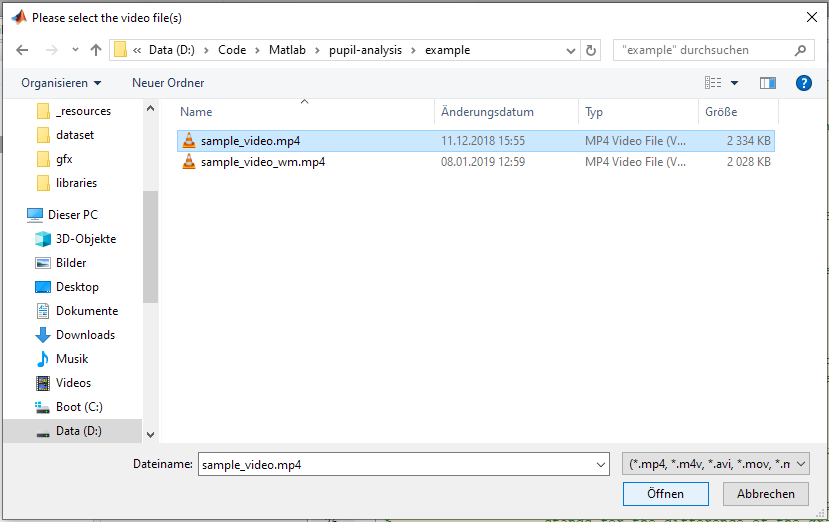 Please select the video file(s)
« Data (D:) > Code > Matlab > pupil-analysis > example
"example" durchsuchen
Organisieren
Neuer Ordner
Name Änderungsdatum Typ Größe
sample_video.mp4 11.12.2018 15:55 MP4 Video File (V... 2 334 KB
sample_video_wm.mp4 08.01.2019 12:59 MP4 Video File (V... 2 028 KB
_resources
dataset
gfx
libraries
Dieser PC
3D-Objekte
Bilder
Desktop
Dokumente
Downloads
Musik
Videos
Boot (C:)
Data (D:)
Dateiname: sample_video.mp4
(*.mp4, *.m4v, *.avi, *.mov, *.m
Öffnen
Abbrechen